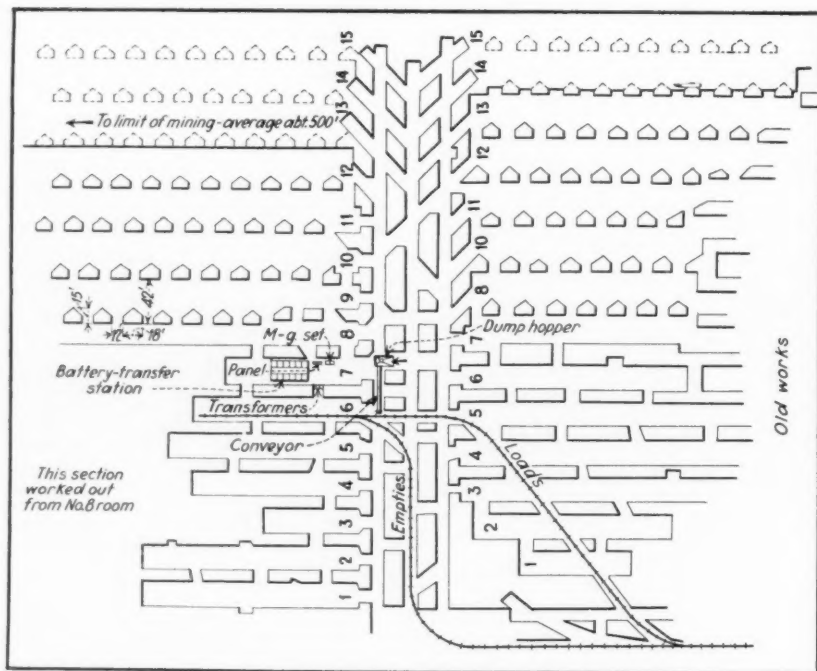 15
14
13
To limit of mining-average abt.500'
12
11
10
9
8
15'
42'
12'
18'
M-g. set
Battery-transfer
station
Panel
7
Transformers
6
Conveyor
5
This section
worked out
from No.8 room
4
3
2
1
Empties
15
14
13
12
11
10
8
Dump hopper
7
6
5
Loads
4
3
2
1
Old works